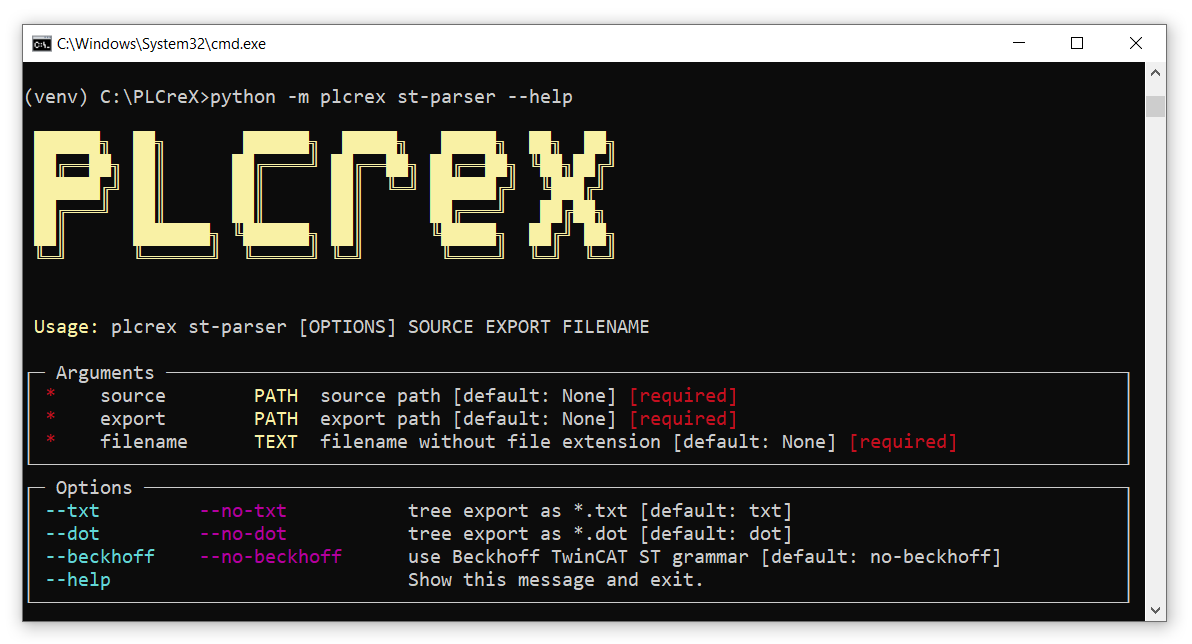 C:\Windows\System32\cmd.exe
(venv) C:\PLCreX>python -m plcrex st-parser --help
PLCreX
Usage: plcrex st-parser [OPTIONS] SOURCE EXPORT FILENAME
Arguments
* source PATH source path [default: None] [required]
* export PATH export path [default: None] [required]
* filename TEXT filename without file extension [default: None] [required]
Options
--txt --no-txt tree export as *.txt [default: txt]
--dot --no-dot tree export as *.dot [default: dot]
--beckhoff --no-beckhoff use Beckhoff TwinCAT ST grammar [default: no-beckhoff]
--help Show this message and exit.